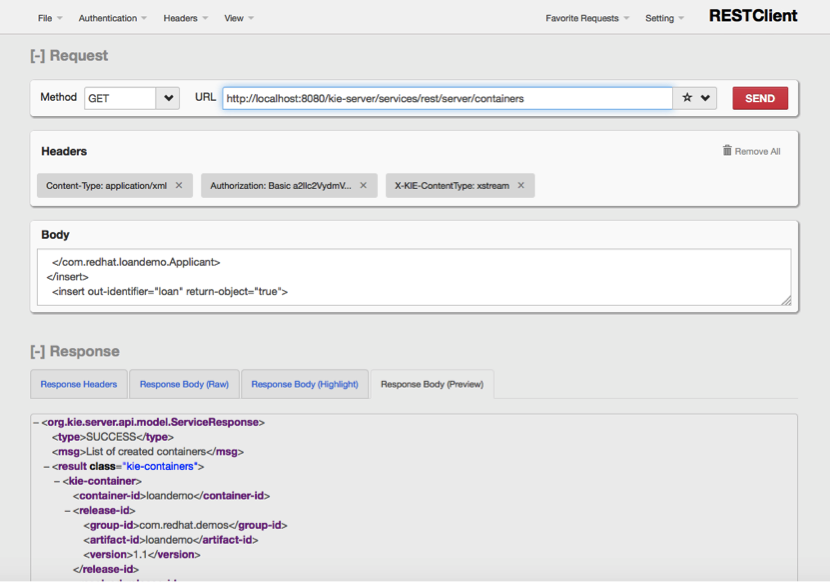 File Authentication Headers View Favorite Requests Setting RESTClient
[-] Request
Method GET URL http://localhost:8080/kie-server/services/rest/server/containers SEND
Headers Remove All
Content-Type: application/xml Authorization: Basic a2llc2VydmV... X-KIE-ContentType: xstream
Body
</com.redhat.loandemo.Applicant>
</insert>
<insert out-identifier="loan" return-object="true">
[-] Response
Response Headers Response Body (Raw) Response Body (Highlight) Response Body (Preview)
– <org.kie.server.api.model.ServiceResponse>
<type>SUCCESS</type>
<msg>List of created containers</msg>
– <result class="kie-containers">
– <kie-container>
<container-id>loandemo</container-id>
– <release-id>
<group-id>com.redhat.demos</group-id>
<artifact-id>loandemo</artifact-id>
<version>1.1</version>
</release-id>